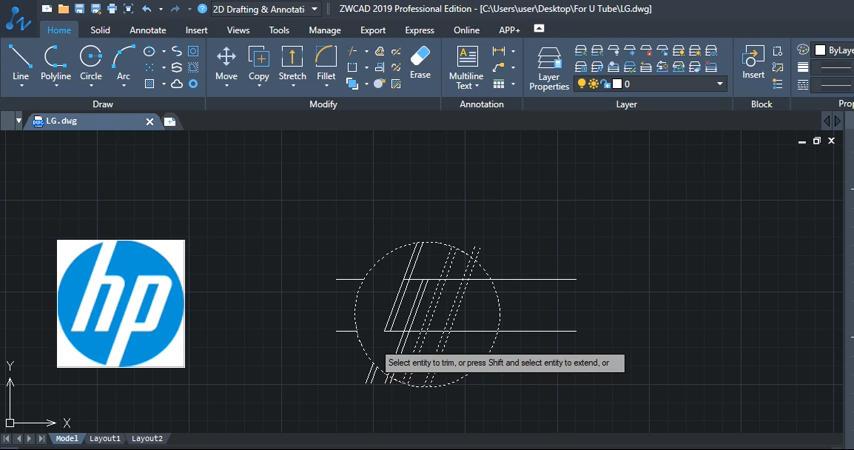 2D Drafting & Annotati
ZWCAD 2019 Professional Edition - [C:\Users\user\Desktop\For U Tube\LG.dwg]
Home Solid Annotate Insert Views Tools Manage Export Express Online APP+
Line Polyline Circle Arc Move Copy Stretch Fillet Erase Multiline Text Layer Properties Insert
0
ByLaye
Draw Modify Annotation Layer Block Prop
LG.dwg
hp
Select entity to trim, or press Shift and select entity to extend, or
Y
X
Model Layout1 Layout2